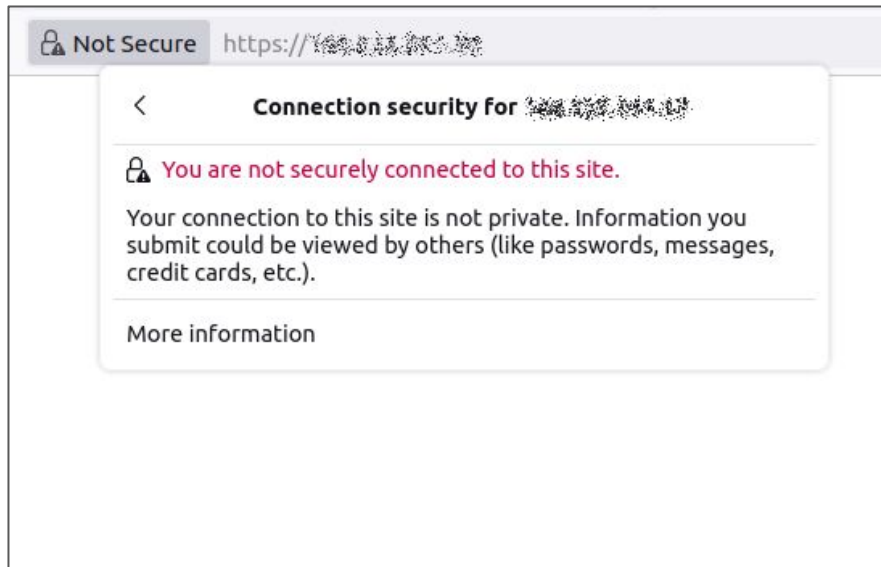 Not Secure https://
Connection security for
You are not securely connected to this site.
Your connection to this site is not private. Information you
submit could be viewed by others (like passwords, messages,
credit cards, etc.).
More information